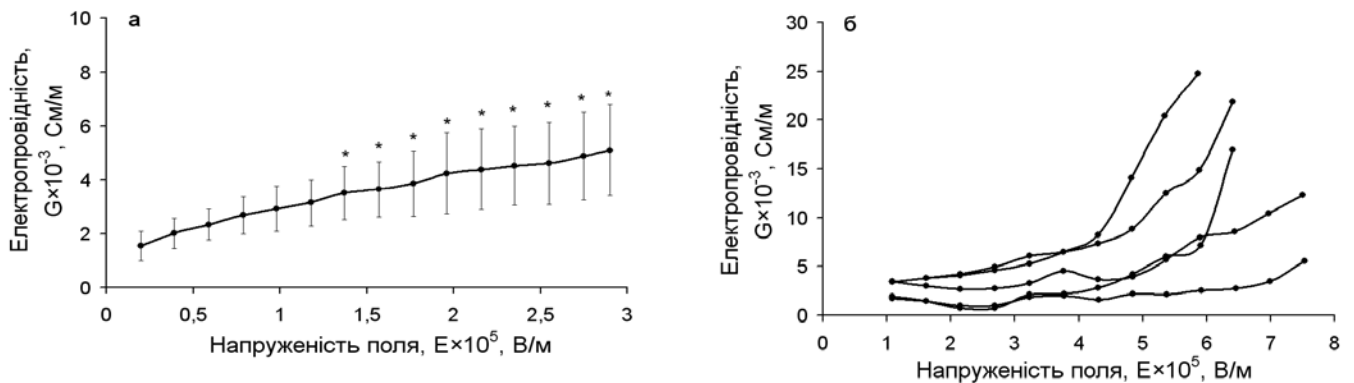 а
Електропровідність,
G×10⁻³, См/м
10
8
6
4
2
0
* * * * * * * * *
0 0,5 1 1,5 2 2,5 3
Напруженість поля, E×10⁵, В/м
б
Електропровідність,
G×10⁻³, См/м
30
25
20
15
10
5
0
0 1 2 3 4 5 6 7 8
Напруженість поля, E×10⁵, В/м